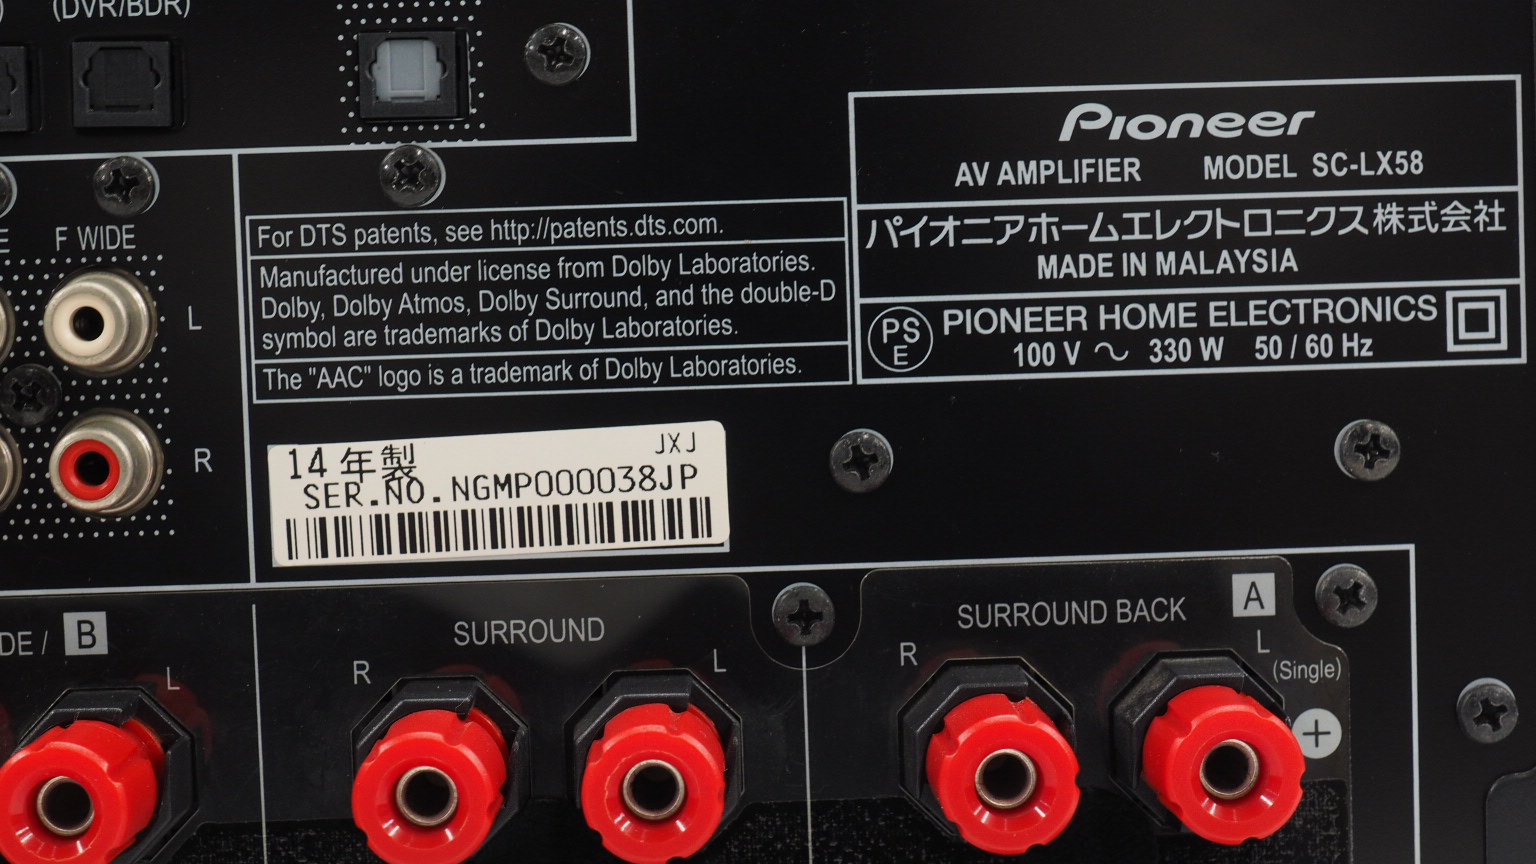 (DVR/BDR)
F WIDE
L
R
Pioneer
AV AMPLIFIER MODEL SC-LX58
パイオニアホームエレクトロニクス株式会社
MADE IN MALAYSIA
PS
E
PIONEER HOME ELECTRONICS
100 V ~ 330 W 50 / 60 Hz
For DTS patents, see http://patents.dts.com.
Manufactured under license from Dolby Laboratories.
Dolby, Dolby Atmos, Dolby Surround, and the double-D
symbol are trademarks of Dolby Laboratories.
The "AAC" logo is a trademark of Dolby Laboratories.
14年製 JXJ
SER.NO.NGMP000038JP
B
L
SURROUND
R L
SURROUND BACK A
R L
(Single)
+